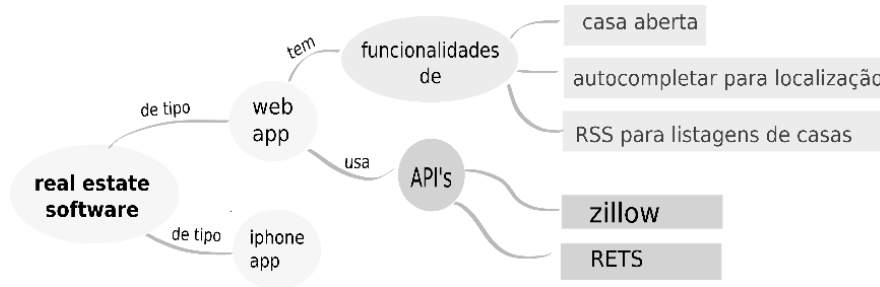 real estate
software
de tipo
web
app
tem
funcionalidades
de
casa aberta
autocompletar para localização
RSS para listagens de casas
usa
API's
zillow
RETS
de tipo
iphone
app